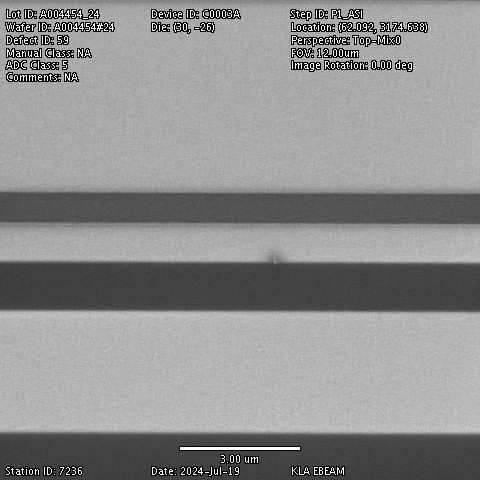 Lot ID: A004454_24 Device ID: C0003A Step ID: P1_ASI
Wafer ID: A004454#24 Die: (30, -26) Location: (62.092, 3174.638)
Defect ID: 59 Perspective: Top-Mix0
Manual Class: NA FOV: 12.00um
ADC Class: 5 Image Rotation: 0.00 deg
Comments: NA
3.00 um
Station ID: 7236 Date: 2024-Jul-19 KLA EBEAM